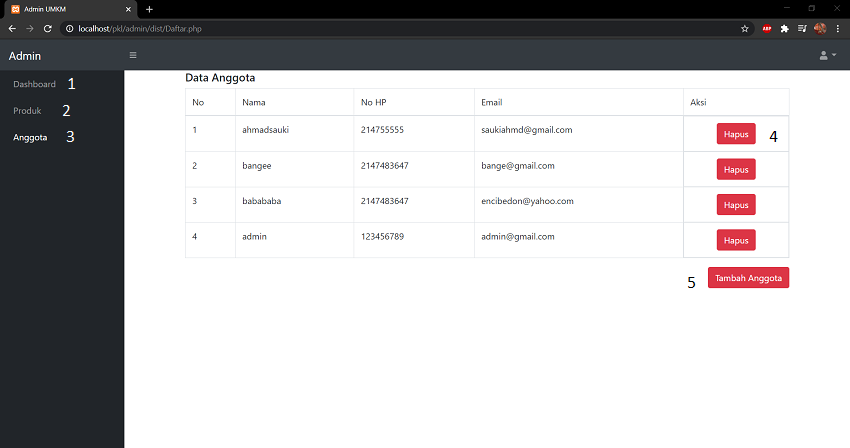 Admin UMKM
localhost/pkl/admin/dist/Daftar.php
ABP
Admin
Dashboard 1
Produk 2
Anggota 3
Data Anggota
No Nama No HP Email Aksi
1 ahmadsauki 214755555 saukiahmd@gmail.com Hapus 4
2 bangee 2147483647 bange@gmail.com Hapus
3 babababa 2147483647 encibedon@yahoo.com Hapus
4 admin 123456789 admin@gmail.com Hapus
5 Tambah Anggota